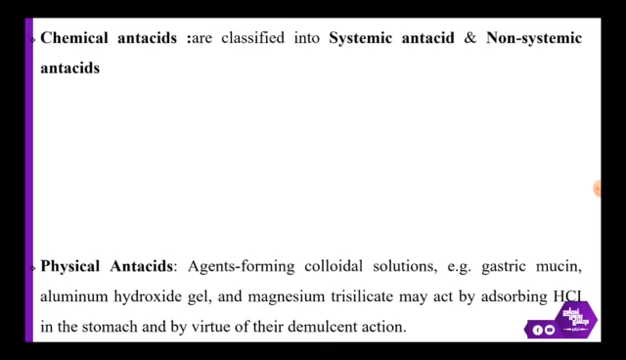 Chemical antacids :are classified into Systemic antacid & Non-systemic
antacids
Physical Antacids: Agents-forming colloidal solutions, e.g. gastric mucin,
aluminum hydroxide gel, and magnesium trisilicate may act by adsorbing HCl
in the stomach and by virtue of their demulcent action.